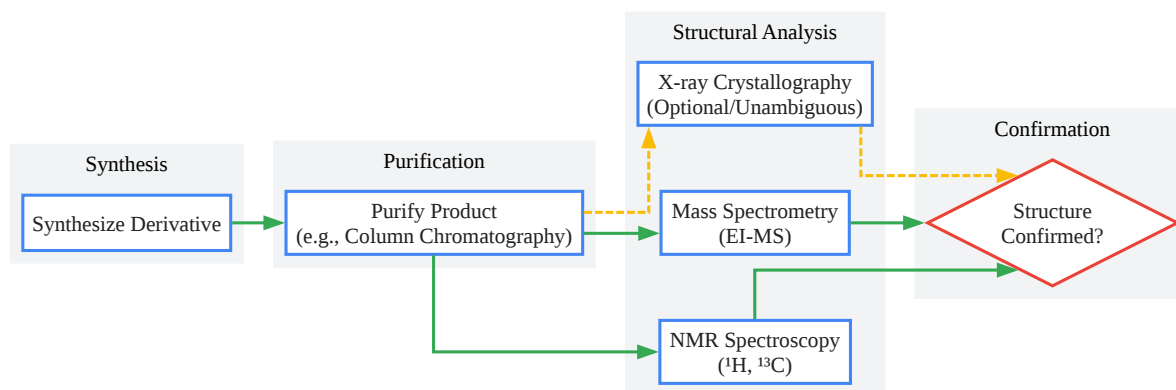 Structural Analysis
X-ray Crystallography
(Optional/Unambiguous)
Confirmation
Synthesis
Purification
Synthesize Derivative
Purify Product
(e.g., Column Chromatography)
Mass Spectrometry
(EI-MS)
Structure
Confirmed?
NMR Spectroscopy
(¹H, ¹³C)